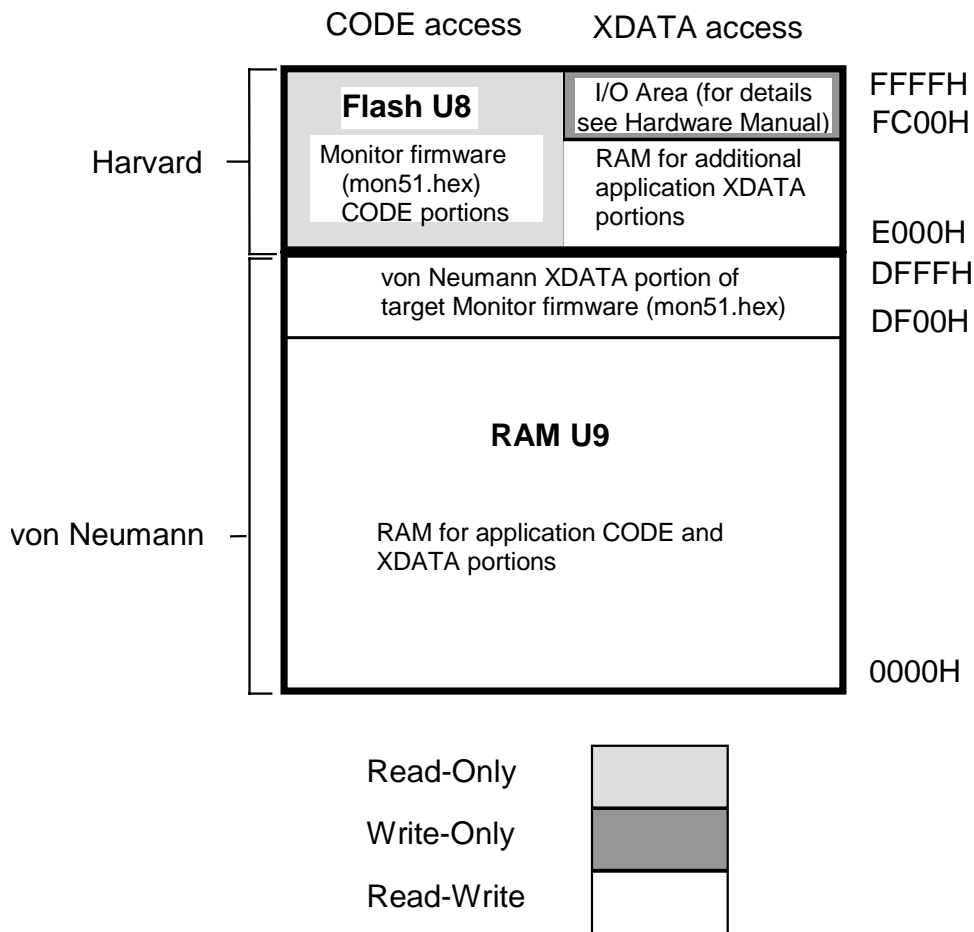 CODE access
XDATA access
FFFFH
FC00H
Harvard
Flash U8
Monitor firmware
(mon51.hex)
CODE portions
I/O Area (for details
see Hardware Manual)
RAM for additional
application XDATA
portions
E000H
DFFFH
DF00H
von Neumann XDATA portion of
target Monitor firmware (mon51.hex)
RAM U9
von Neumann
RAM for application CODE and
XDATA portions
0000H
Read-Only
Write-Only
Read-Write